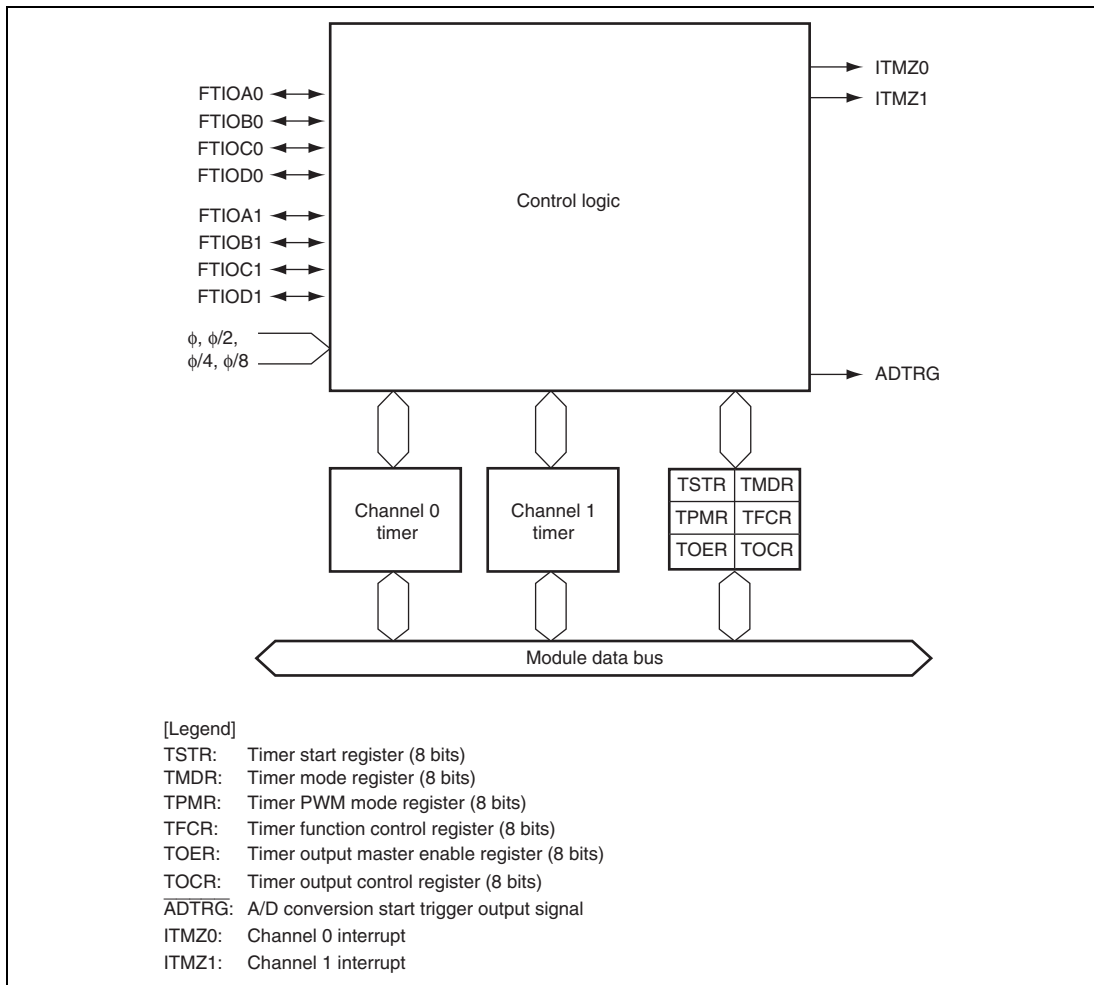 FTIOA0
FTIOB0
FTIOC0
FTIOD0
FTIOA1
FTIOB1
FTIOC1
FTIOD1
ϕ, ϕ/2,
ϕ/4, ϕ/8
Control logic
ITMZ0
ITMZ1
ADTRG
Channel 0
timer
Channel 1
timer
TSTR TMDR
TPMR TFCR
TOER TOCR
Module data bus
[Legend]
TSTR: Timer start register (8 bits)
TMDR: Timer mode register (8 bits)
TPMR: Timer PWM mode register (8 bits)
TFCR: Timer function control register (8 bits)
TOER: Timer output master enable register (8 bits)
TOCR: Timer output control register (8 bits)
A̅D̅T̅R̅G̅: A/D conversion start trigger output signal
ITMZ0: Channel 0 interrupt
ITMZ1: Channel 1 interrupt